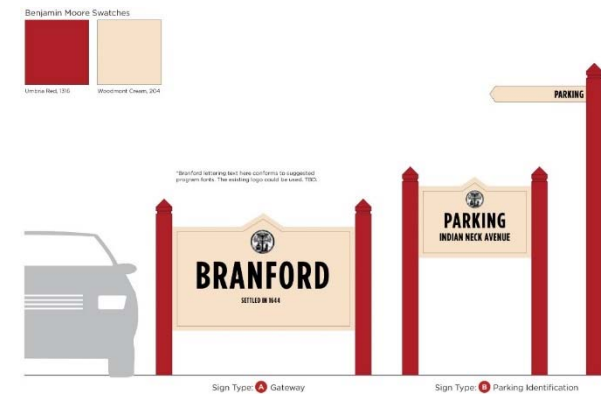 Benjamin Moore Swatches
Umbria Red, 1316
Woodmont Cream, 204
PARKING
*Branford lettering text here conforms to suggested
program fonts. The existing logo could be used, TBD.
BRANFORD
SETTLED IN 1644
PARKING
INDIAN NECK AVENUE
Sign Type: A Gateway
Sign Type: B Parking Identification